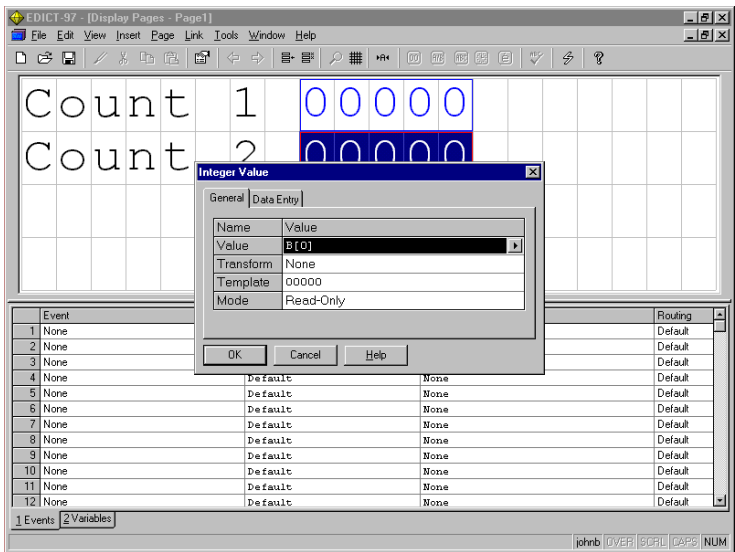 EDICT-97 - [Display Pages - Page1]
File Edit View Insert Page Link Tools Window Help
Count 1 00000
Count 2 00000
Integer Value
General Data Entry
Name Value
Value B[0]
Transform None
Template 00000
Mode Read-Only
OK Cancel Help
Event Routing
1 None Default
2 None Default
3 None Default
4 None Default None Default
5 None Default None Default
6 None Default None Default
7 None Default None Default
8 None Default None Default
9 None Default None Default
10 None Default None Default
11 None Default None Default
12 None Default None Default
1 Events 2 Variables
johnb OVER SCRL CAPS NUM